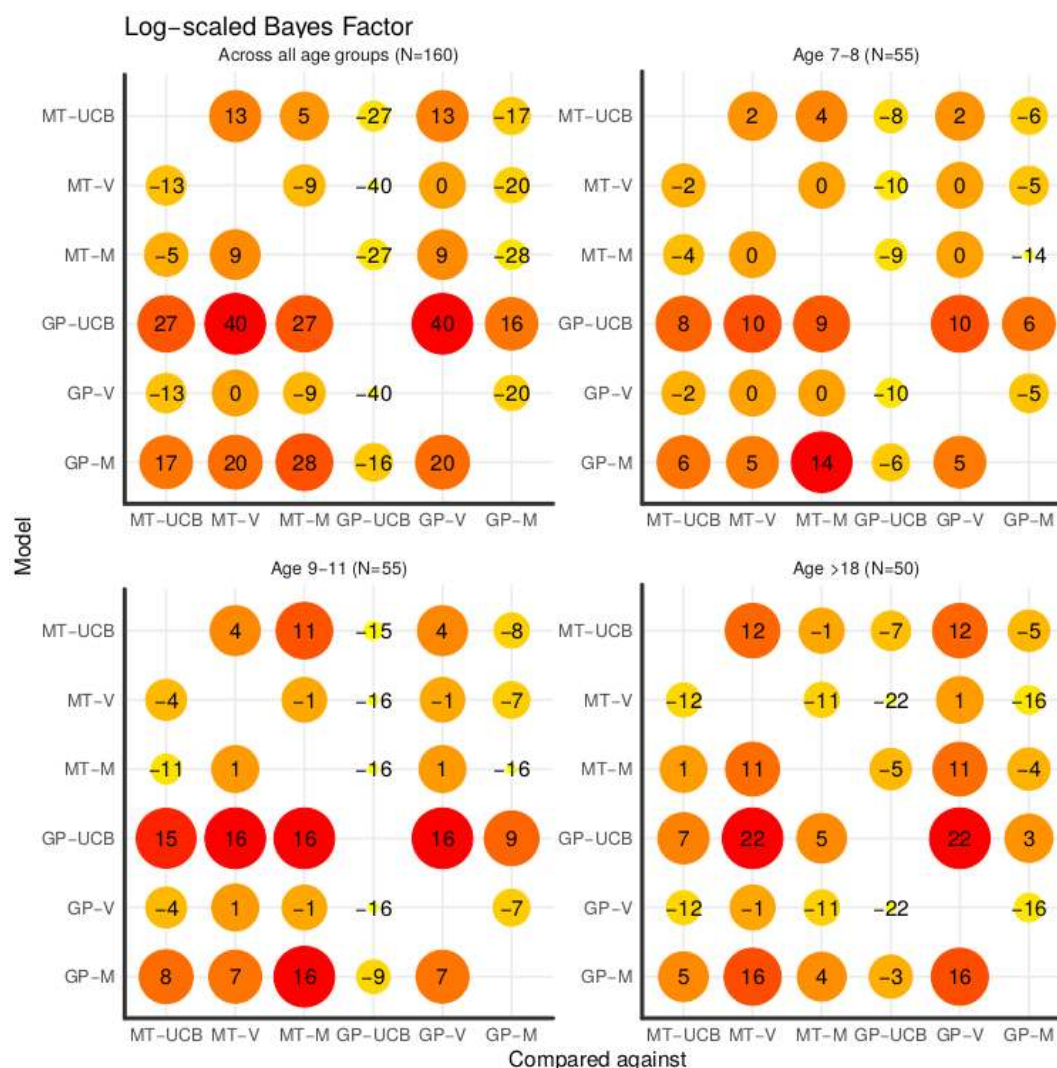 Log-scaled Bayes Factor
Across all age groups (N=160)
MT-UCB 13 5 -27 13 -17
MT-V -13 -9 -40 0 -20
MT-M -5 9 -27 9 -28
GP-UCB 27 40 27 40 16
GP-V -13 0 -9 -40 -20
GP-M 17 20 28 -16 20
MT-UCB MT-V MT-M GP-UCB GP-V GP-M
Age 7-8 (N=55)
MT-UCB 2 4 -8 2 -6
MT-V -2 0 -10 0 -5
MT-M -4 0 -9 0 -14
GP-UCB 8 10 9 10 6
GP-V -2 0 0 -10 -5
GP-M 6 5 14 -6 5
MT-UCB MT-V MT-M GP-UCB GP-V GP-M
Model
Age 9-11 (N=55)
MT-UCB 4 11 -15 4 -8
MT-V -4 -1 -16 -1 -7
MT-M -11 1 -16 1 -16
GP-UCB 15 16 16 16 9
GP-V -4 1 -1 -16 -7
GP-M 8 7 16 -9 7
MT-UCB MT-V MT-M GP-UCB GP-V GP-M
Age >18 (N=50)
MT-UCB 12 -1 -7 12 -5
MT-V -12 -11 -22 1 -16
MT-M 1 11 -5 11 -4
GP-UCB 7 22 5 22 3
GP-V -12 -1 -11 -22 -16
GP-M 5 16 4 -3 16
MT-UCB MT-V MT-M GP-UCB GP-V GP-M
Compared against